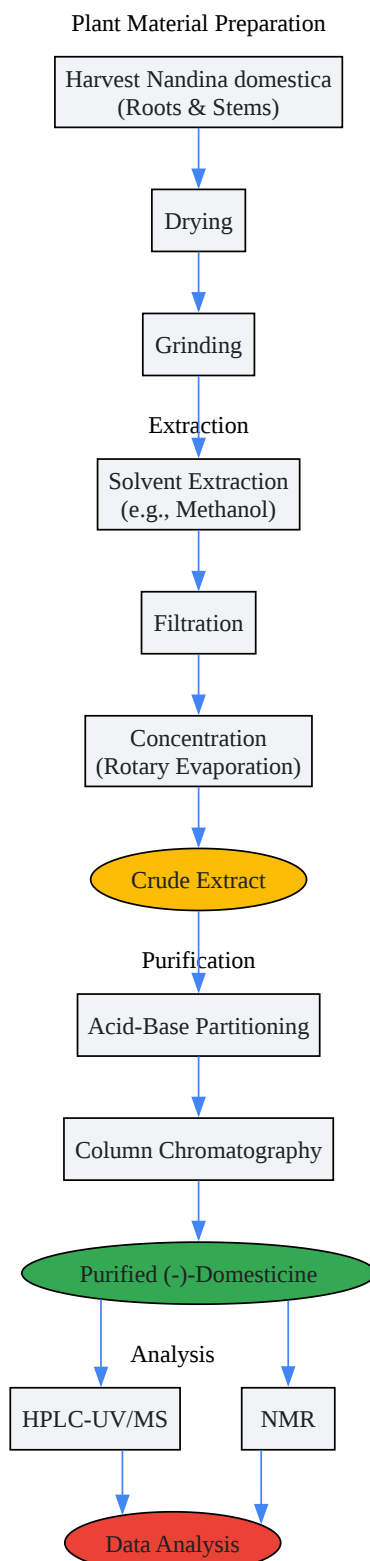 Plant Material Preparation
Harvest Nandina domestica
(Roots & Stems)
Drying
Grinding
Extraction
Solvent Extraction
(e.g., Methanol)
Filtration
Concentration
(Rotary Evaporation)
Crude Extract
Purification
Acid-Base Partitioning
Column Chromatography
Purified (-)-Domesticine
Analysis
HPLC-UV/MS
NMR
Data Analysis